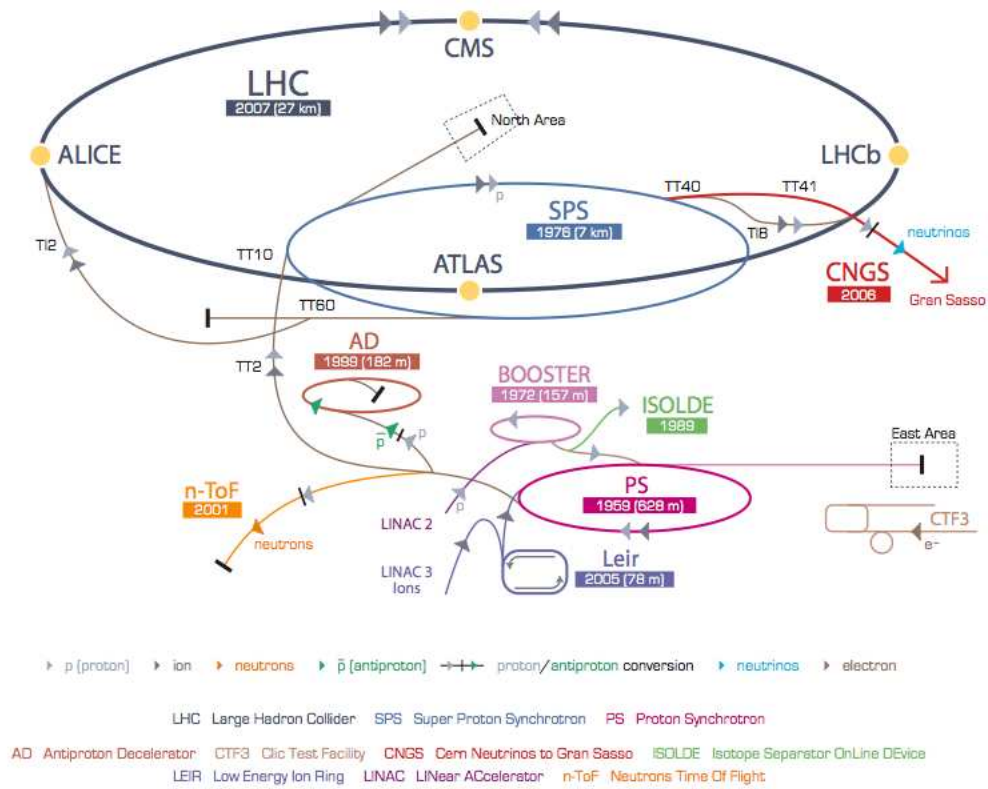 CMS
LHC
2007 (27 km)
North Area
ALICE
LHCb
TT40
TT41
p
SPS
1976 (7 km)
TI8
neutrinos
TI2
TT10
ATLAS
CNGS
2006
Gran Sasso
TT60
AD
1999 (182 m)
TT2
BOOSTER
1972 (157 m)
ISOLDE
1989
p̄
p
East Area
n-ToF
2001
PS
1959 (628 m)
LINAC 2
p
neutrons
CTF3
e–
LINAC 3
Ions
Leir
2005 (78 m)
p (proton) ion neutrons p̄ (antiproton) proton/antiproton conversion neutrinos electron
LHC Large Hadron Collider SPS Super Proton Synchrotron PS Proton Synchrotron
AD Antiproton Decelerator CTF3 Clic Test Facility CNGS Cern Neutrinos to Gran Sasso ISOLDE Isotope Separator OnLine DEvice
LEIR Low Energy Ion Ring LINAC LINear ACcelerator n-ToF Neutrons Time Of Flight